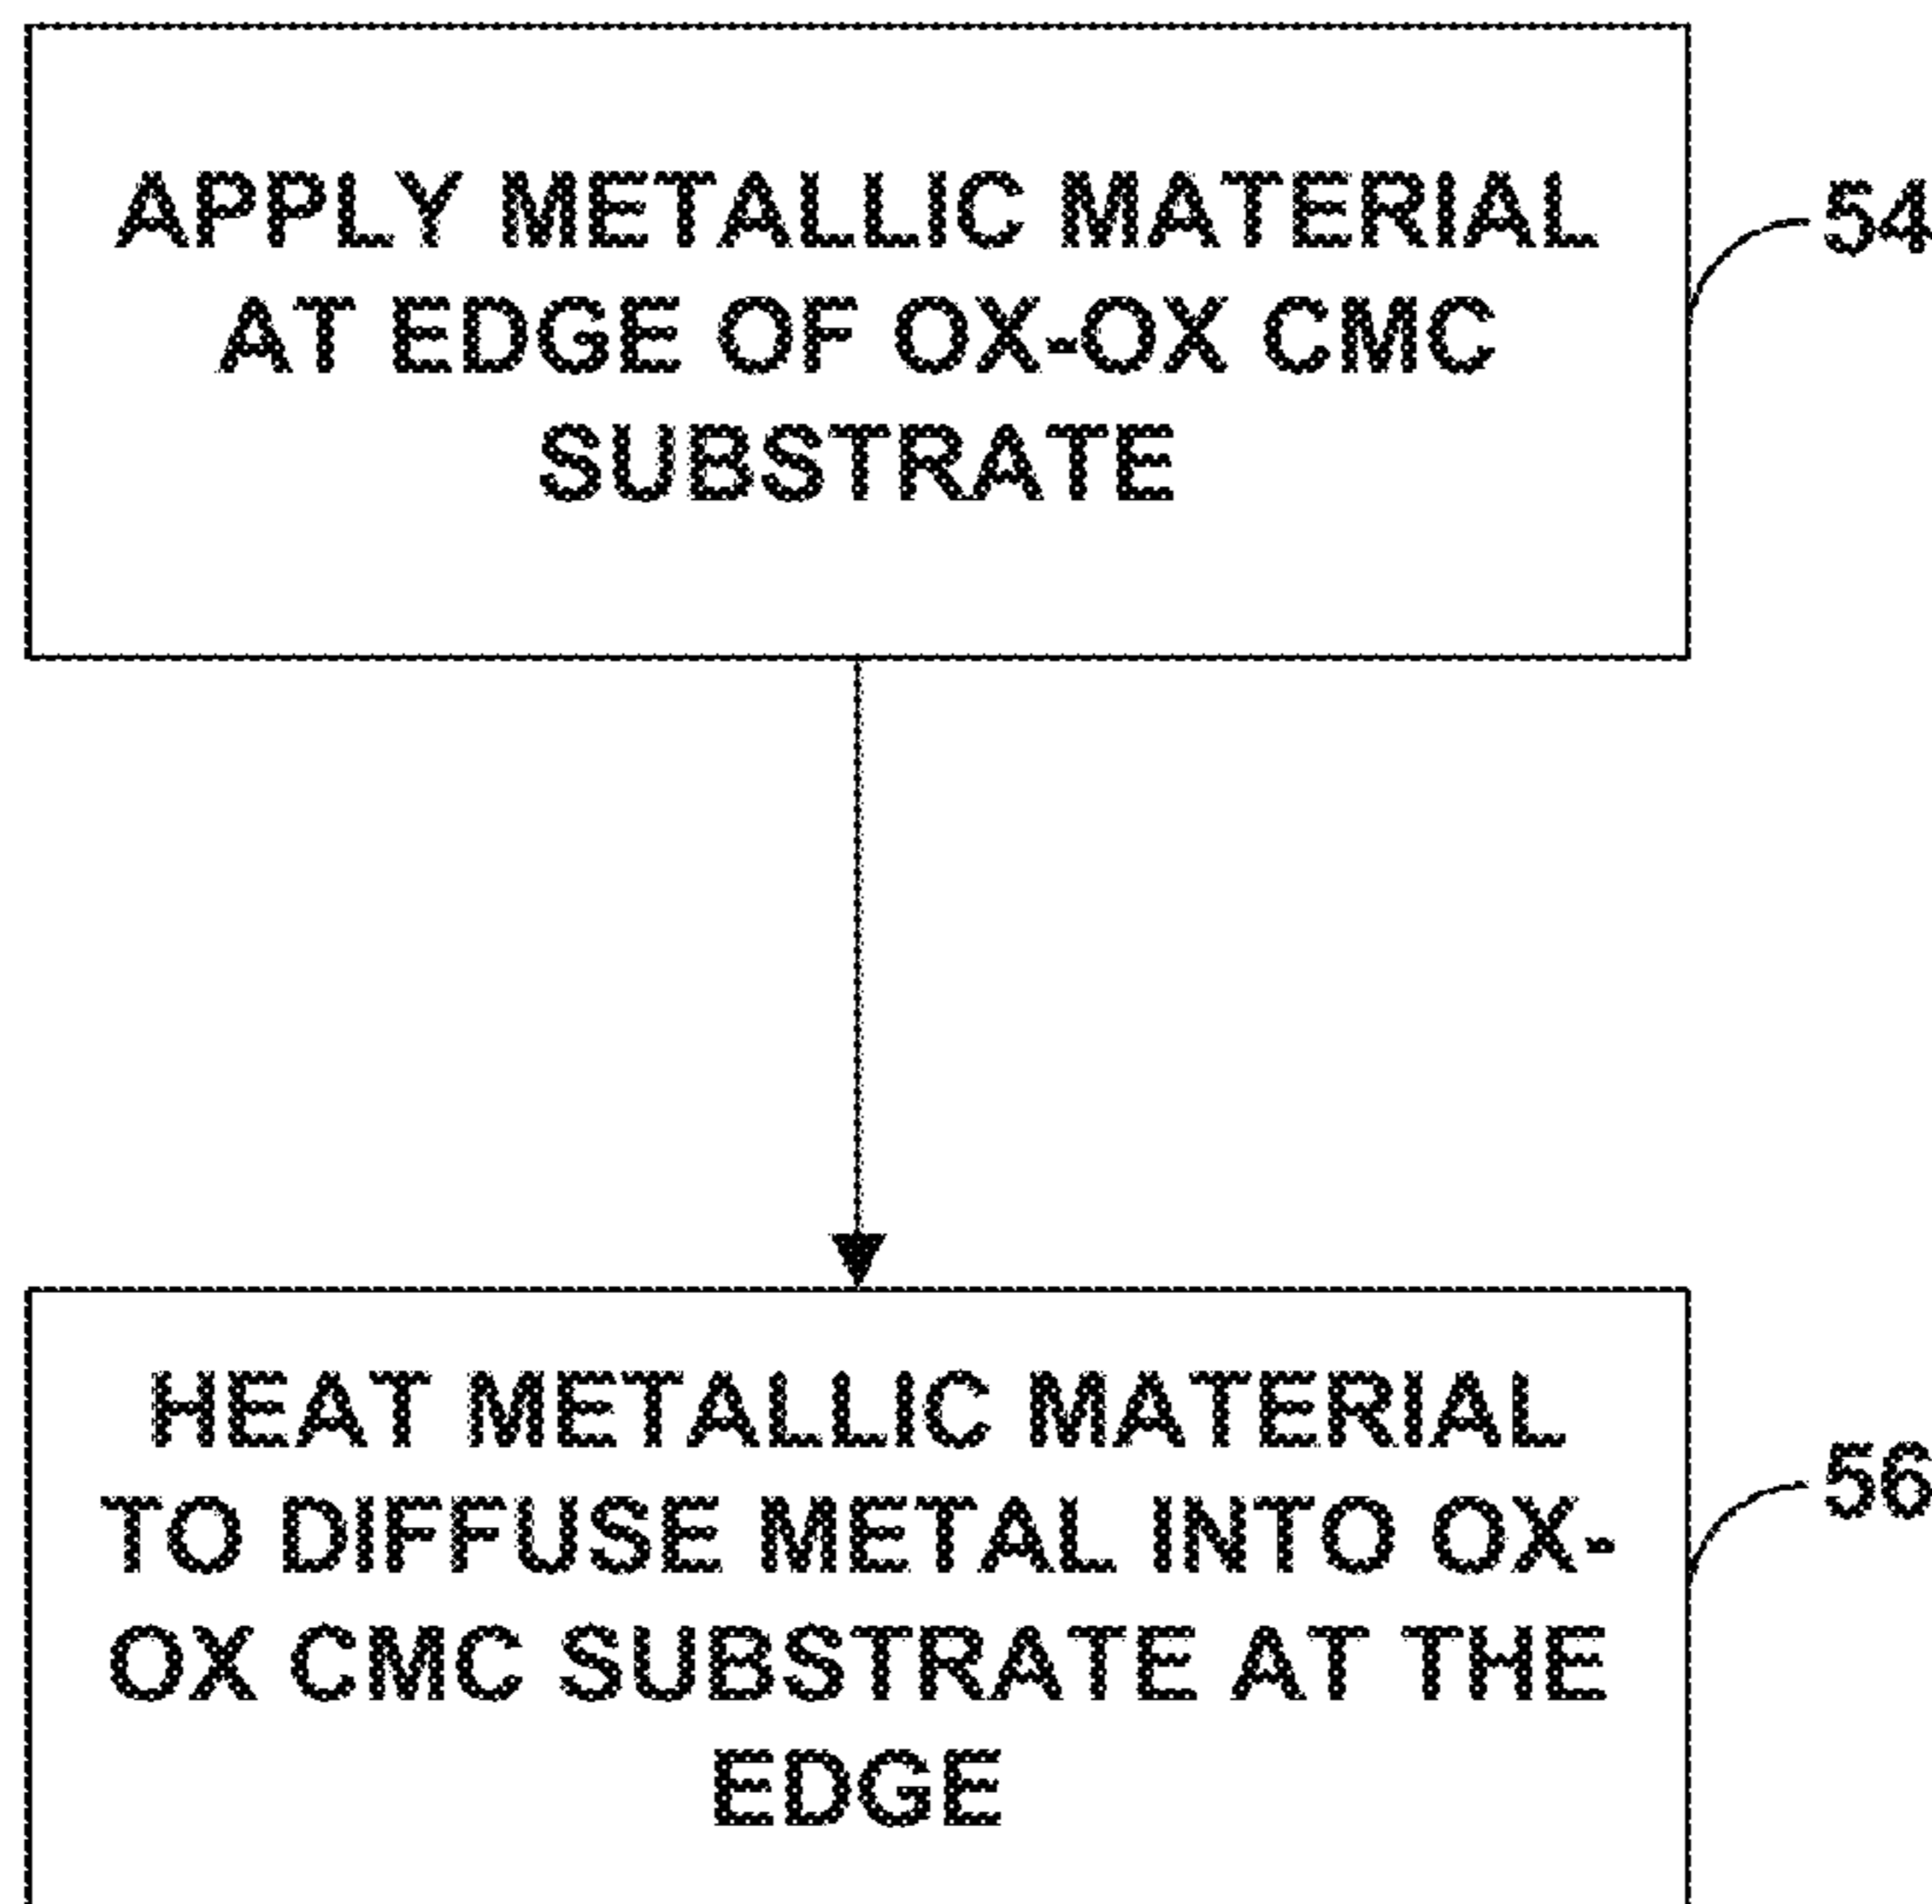 APPLY METALLIC MATERIAL
AT EDGE OF OX-OX CMC
SUBSTRATE
54
HEAT METALLIC MATERIAL
TO DIFFUSE METAL INTO OX-
OX CMC SUBSTRATE AT THE
EDGE
56